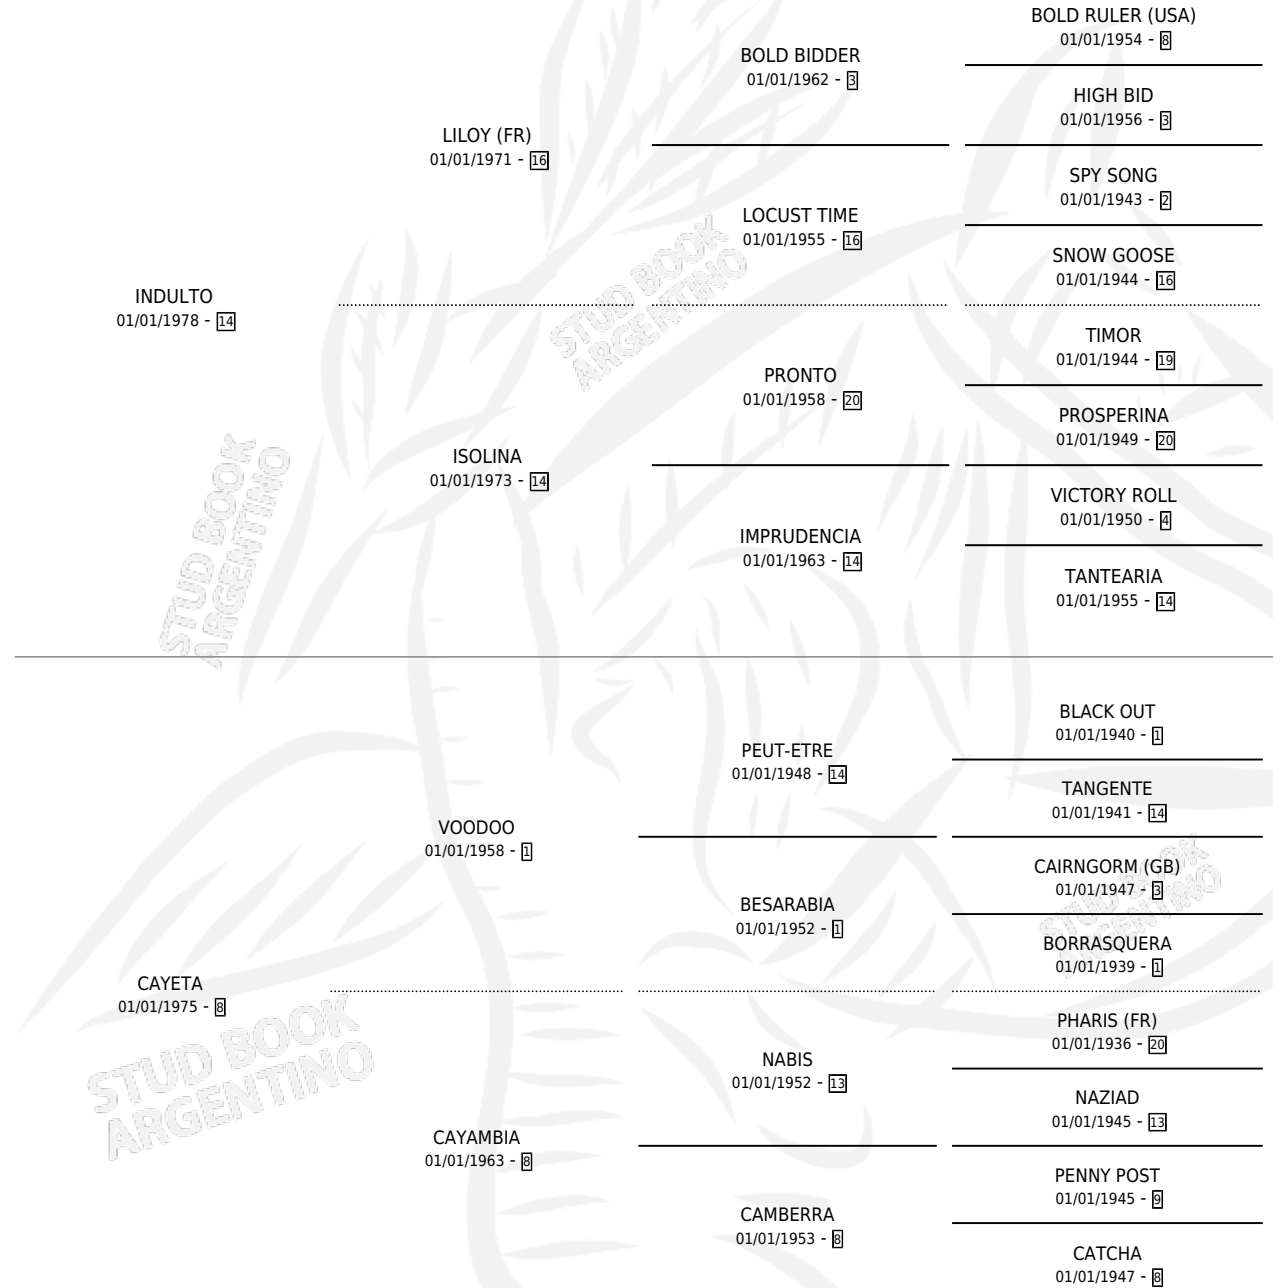 BOLD RULER (USA)
01/01/1954 - 8
BOLD BIDDER
01/01/1962 - 3
HIGH BID
01/01/1956 - 3
LILOY (FR)
01/01/1971 - 16
SPY SONG
01/01/1943 - 2
LOCUST TIME
01/01/1955 - 16
SNOW GOOSE
01/01/1944 - 16
INDULTO
01/01/1978 - 14
TIMOR
01/01/1944 - 19
PRONTO
01/01/1958 - 20
PROSPERINA
01/01/1949 - 20
ISOLINA
01/01/1973 - 14
VICTORY ROLL
01/01/1950 - 4
IMPRUDENCIA
01/01/1963 - 14
TANTEARIA
01/01/1955 - 14
BLACK OUT
01/01/1940 - 1
PEUT-ETRE
01/01/1948 - 14
TANGENTE
01/01/1941 - 14
VOODOO
01/01/1958 - 1
CAIRNGORM (GB)
01/01/1947 - 3
BESARABIA
01/01/1952 - 1
BORRASQUERA
01/01/1939 - 1
CAYETA
01/01/1975 - 8
PHARIS (FR)
01/01/1936 - 20
NABIS
01/01/1952 - 13
NAZIAD
01/01/1945 - 13
CAYAMBIA
01/01/1963 - 8
PENNY POST
01/01/1945 - 9
CAMBERRA
01/01/1953 - 8
CATCHA
01/01/1947 - 8
STUD BOOK
ARGENTINO
STUD BOOK
ARGENTINO
STUD BOOK
ARGENTINO
STUD BOOK
ARGENTINO